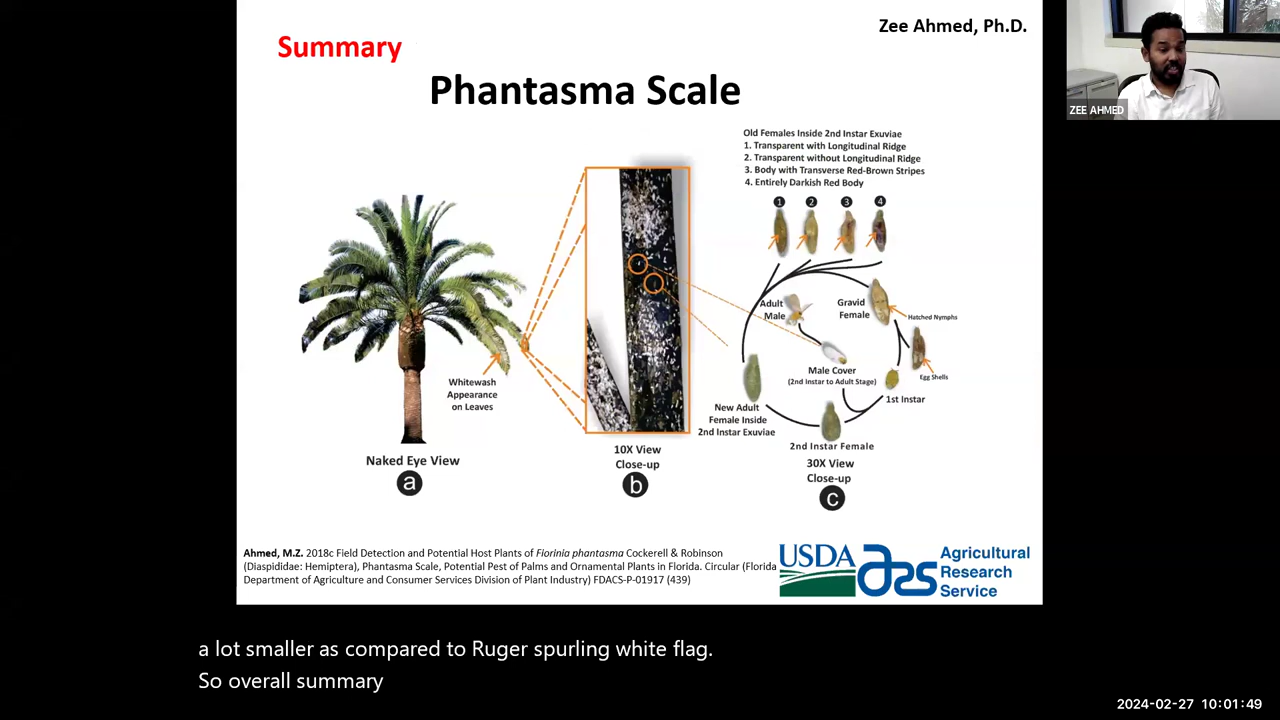 Zee Ahmed, Ph.D.
Summary
Phantasma Scale
ZEE AHMED
Old Females Inside 2nd Instar Exuviae
1. Transparent with Longitudinal Ridge
2. Transparent without Longitudinal Ridge
3. Body with Transverse Red-Brown Stripes
4. Entirely Darkish Red Body
1 2 3 4
Adult
Male
Gravid
Female
Hatched Nymphs
Egg Shells
Male Cover
(2nd Instar to Adult Stage)
1st Instar
New Adult
Female Inside
2nd Instar Exuviae
2nd Instar Female
Whitewash
Appearance
on Leaves
Naked Eye View
a
10X View
Close-up
b
30X View
Close-up
c
Ahmed, M.Z. 2018c Field Detection and Potential Host Plants of Fiorinia phantasma Cockerell & Robinson
(Diaspididae: Hemiptera), Phantasma Scale, Potential Pest of Palms and Ornamental Plants in Florida. Circular (Florida
Department of Agriculture and Consumer Services Division of Plant Industry) FDACS-P-01917 (439)
USDA
ars
Agricultural
Research
Service
a lot smaller as compared to Ruger spurling white flag.
So overall summary
2024-02-27 10:01:49